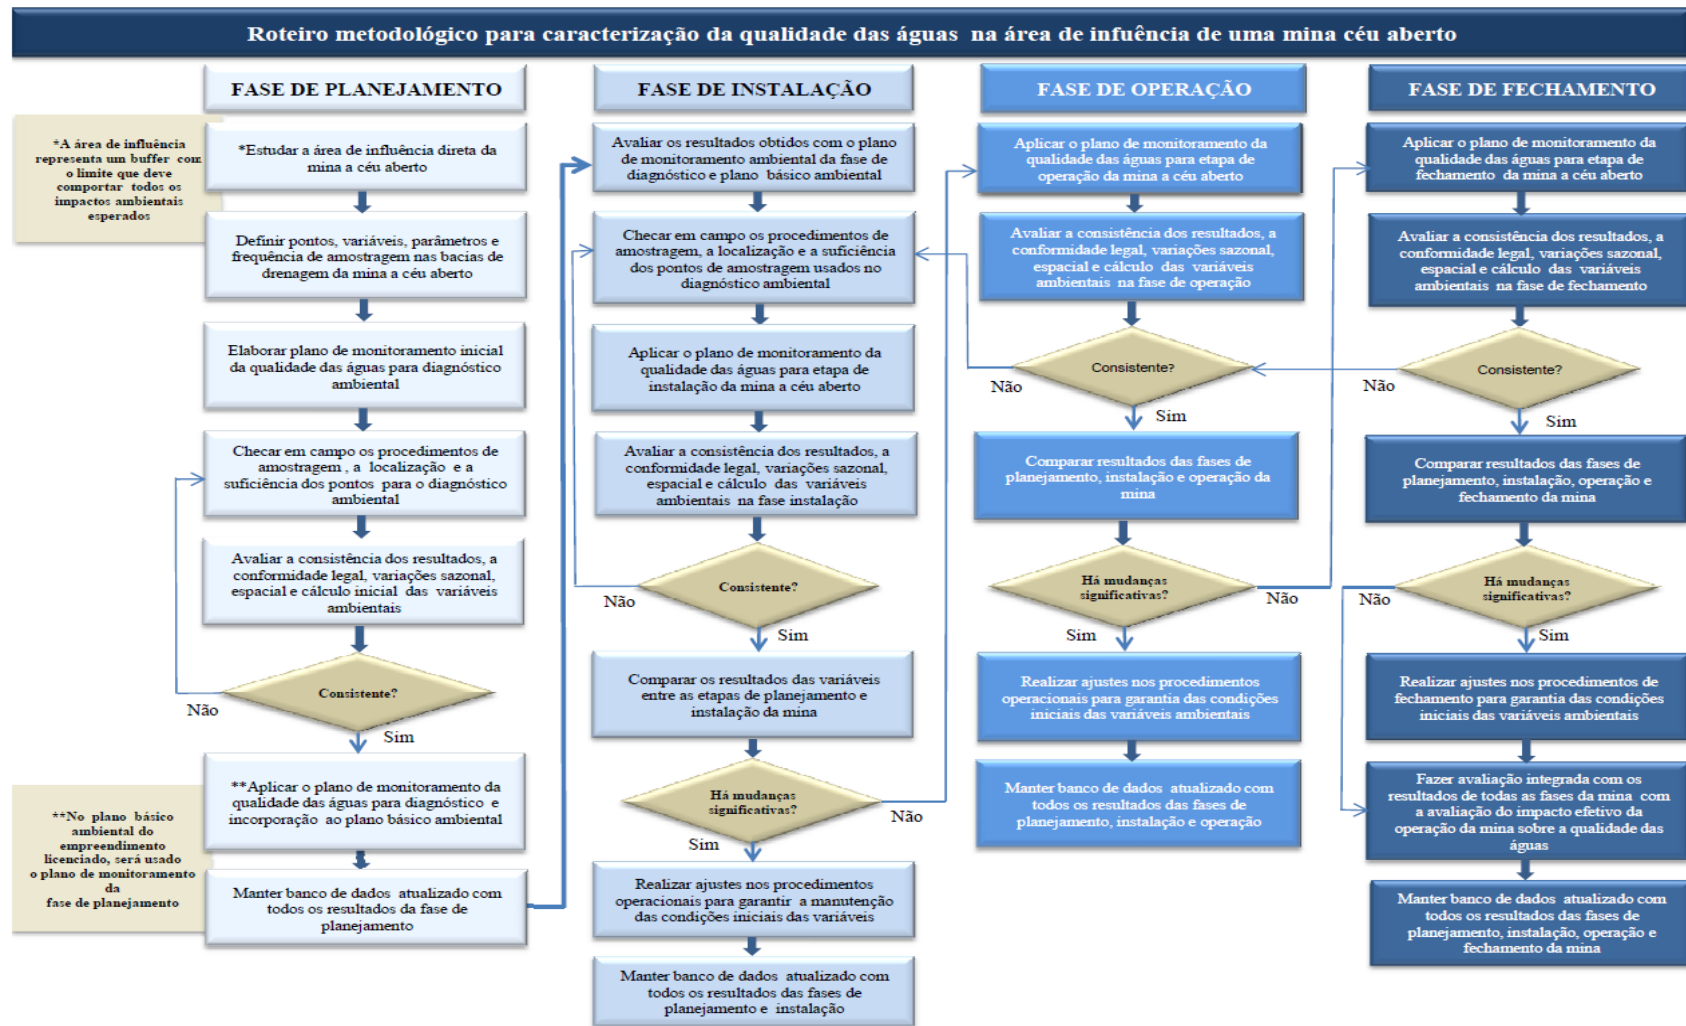 Roteiro metodológico para caracterização da qualidade das águas na área de infuência de uma mina céu aberto
FASE DE PLANEJAMENTO
*A área de influência
representa um buffer com
o limite que deve
comportar todos os
impactos ambientais
esperados
*Estudar a área de influência direta da
mina a céu aberto
Definir pontos, variáveis, parâmetros e
frequência de amostragem nas bacias de
drenagem da mina a céu aberto
Elaborar plano de monitoramento inicial
da qualidade das águas para diagnóstico
ambiental
Checar em campo os procedimentos de
amostragem , a localização e a
suficiência dos pontos para o diagnóstico
ambiental
Avaliar a consistência dos resultados, a
conformidade legal, variações sazonal,
espacial e cálculo inicial das variáveis
ambientais
Consistente?
Não
Sim
**Aplicar o plano de monitoramento da
qualidade das águas para diagnóstico e
incorporação ao plano básico ambiental
**No plano básico
ambiental do
empreendimento
licenciado, será usado
o plano de monitoramento
da
fase de planejamento
Manter banco de dados atualizado com
todos os resultados da fase de
planejamento
FASE DE INSTALAÇÃO
Avaliar os resultados obtidos com o plano
de monitoramento ambiental da fase de
diagnóstico e plano básico ambiental
Checar em campo os procedimentos de
amostragem, a localização e a suficiência
dos pontos de amostragem usados no
diagnóstico ambiental
Aplicar o plano de monitoramento da
qualidade das águas para etapa de
instalação da mina a céu aberto
Avaliar a consistência dos resultados, a
conformidade legal, variações sazonal,
espacial e cálculo das variáveis
ambientais na fase instalação
Consistente?
Não
Sim
Comparar os resultados das variáveis
entre as etapas de planejamento e
instalação da mina
Há mudanças
significativas?
Não
Sim
Realizar ajustes nos procedimentos
operacionais para garantir a manutenção
das condições iniciais das variáveis
Manter banco de dados atualizado com
todos os resultados das fases de
planejamento e instalação
FASE DE OPERAÇÃO
Aplicar o plano de monitoramento da
qualidade das águas para etapa de
operação da mina a céu aberto
Avaliar a consistência dos resultados, a
conformidade legal, variações sazonal,
espacial e cálculo das variáveis
ambientais na fase de operação
Consistente?
Não
Sim
Comparar resultados das fases de
planejamento, instalação e operação da
mina
Há mudanças
significativas?
Não
Sim
Realizar ajustes nos procedimentos
operacionais para garantia das condições
iniciais das variáveis ambientais
Manter banco de dados atualizado com
todos os resultados das fases de
planejamento, instalação e operação
FASE DE FECHAMENTO
Aplicar o plano de monitoramento da
qualidade das águas para etapa de
fechamento da mina a céu aberto
Avaliar a consistência dos resultados, a
conformidade legal, variações sazonal,
espacial e cálculo das variáveis
ambientais na fase de fechamento
Consistente?
Não
Sim
Comparar resultados das fases de
planejamento, instalação, operação e
fechamento da mina
Há mudanças
significativas?
Não
Sim
Realizar ajustes nos procedimentos de
fechamento para garantia das condições
iniciais das variáveis ambientais
Fazer avaliação integrada com os
resultados de todas as fases da mina com
a avaliação do impacto efetivo da
operação da mina sobre a qualidade das
águas
Manter banco de dados atualizado com
todos os resultados das fases de
planejamento, instalação, operação e
fechamento da mina